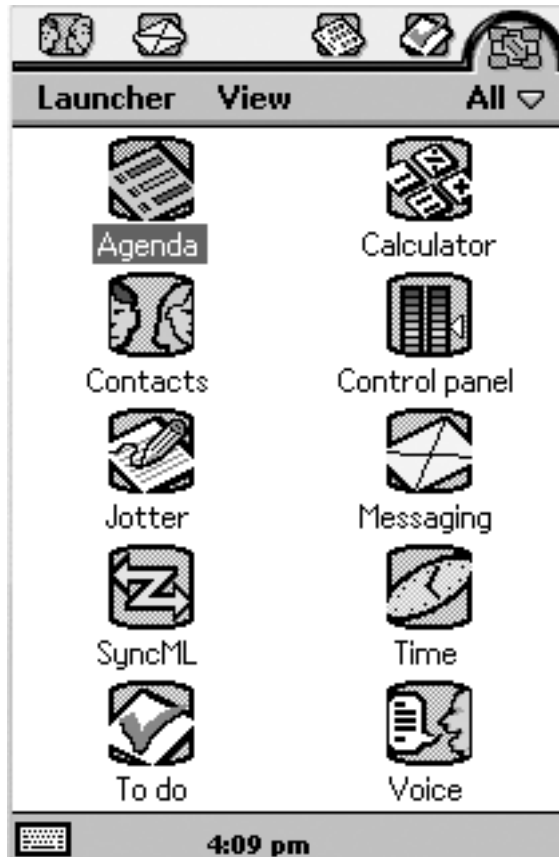 Launcher View All
Agenda Calculator
Contacts Control panel
Jotter Messaging
SyncML Time
To do Voice
4:09 pm